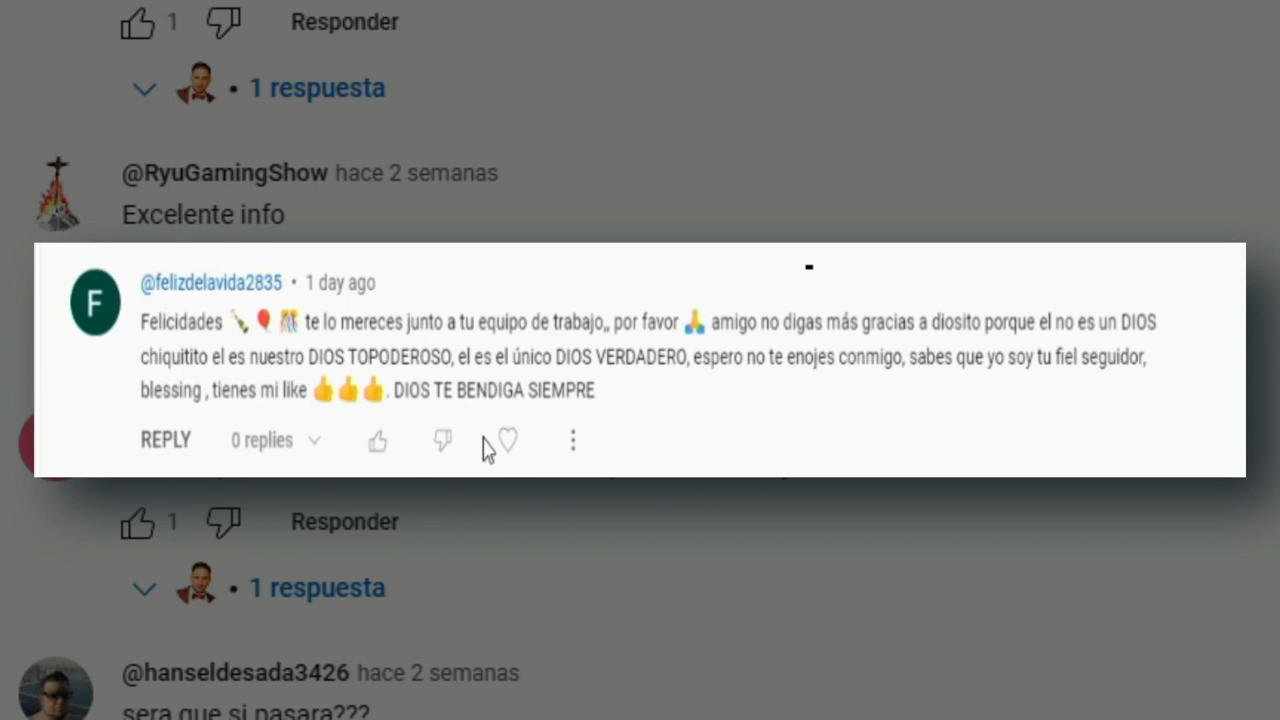 1 Responder
• 1 respuesta
@RyuGamingShow hace 2 semanas
Excelente info
F
@felizdelavida2835 • 1 day ago
Felicidades 🍾🎈🎊 te lo mereces junto a tu equipo de trabajo,, por favor 🙏 amigo no digas más gracias a diosito porque el no es un DIOS
chiquitito el es nuestro DIOS TOPODEROSO, el es el único DIOS VERDADERO, espero no te enojes conmigo, sabes que yo soy tu fiel seguidor,
blessing , tienes mi like 👍👍👍. DIOS TE BENDIGA SIEMPRE
REPLY 0 replies
1 Responder
• 1 respuesta
@hanseldesada3426 hace 2 semanas
sera que si pasara???